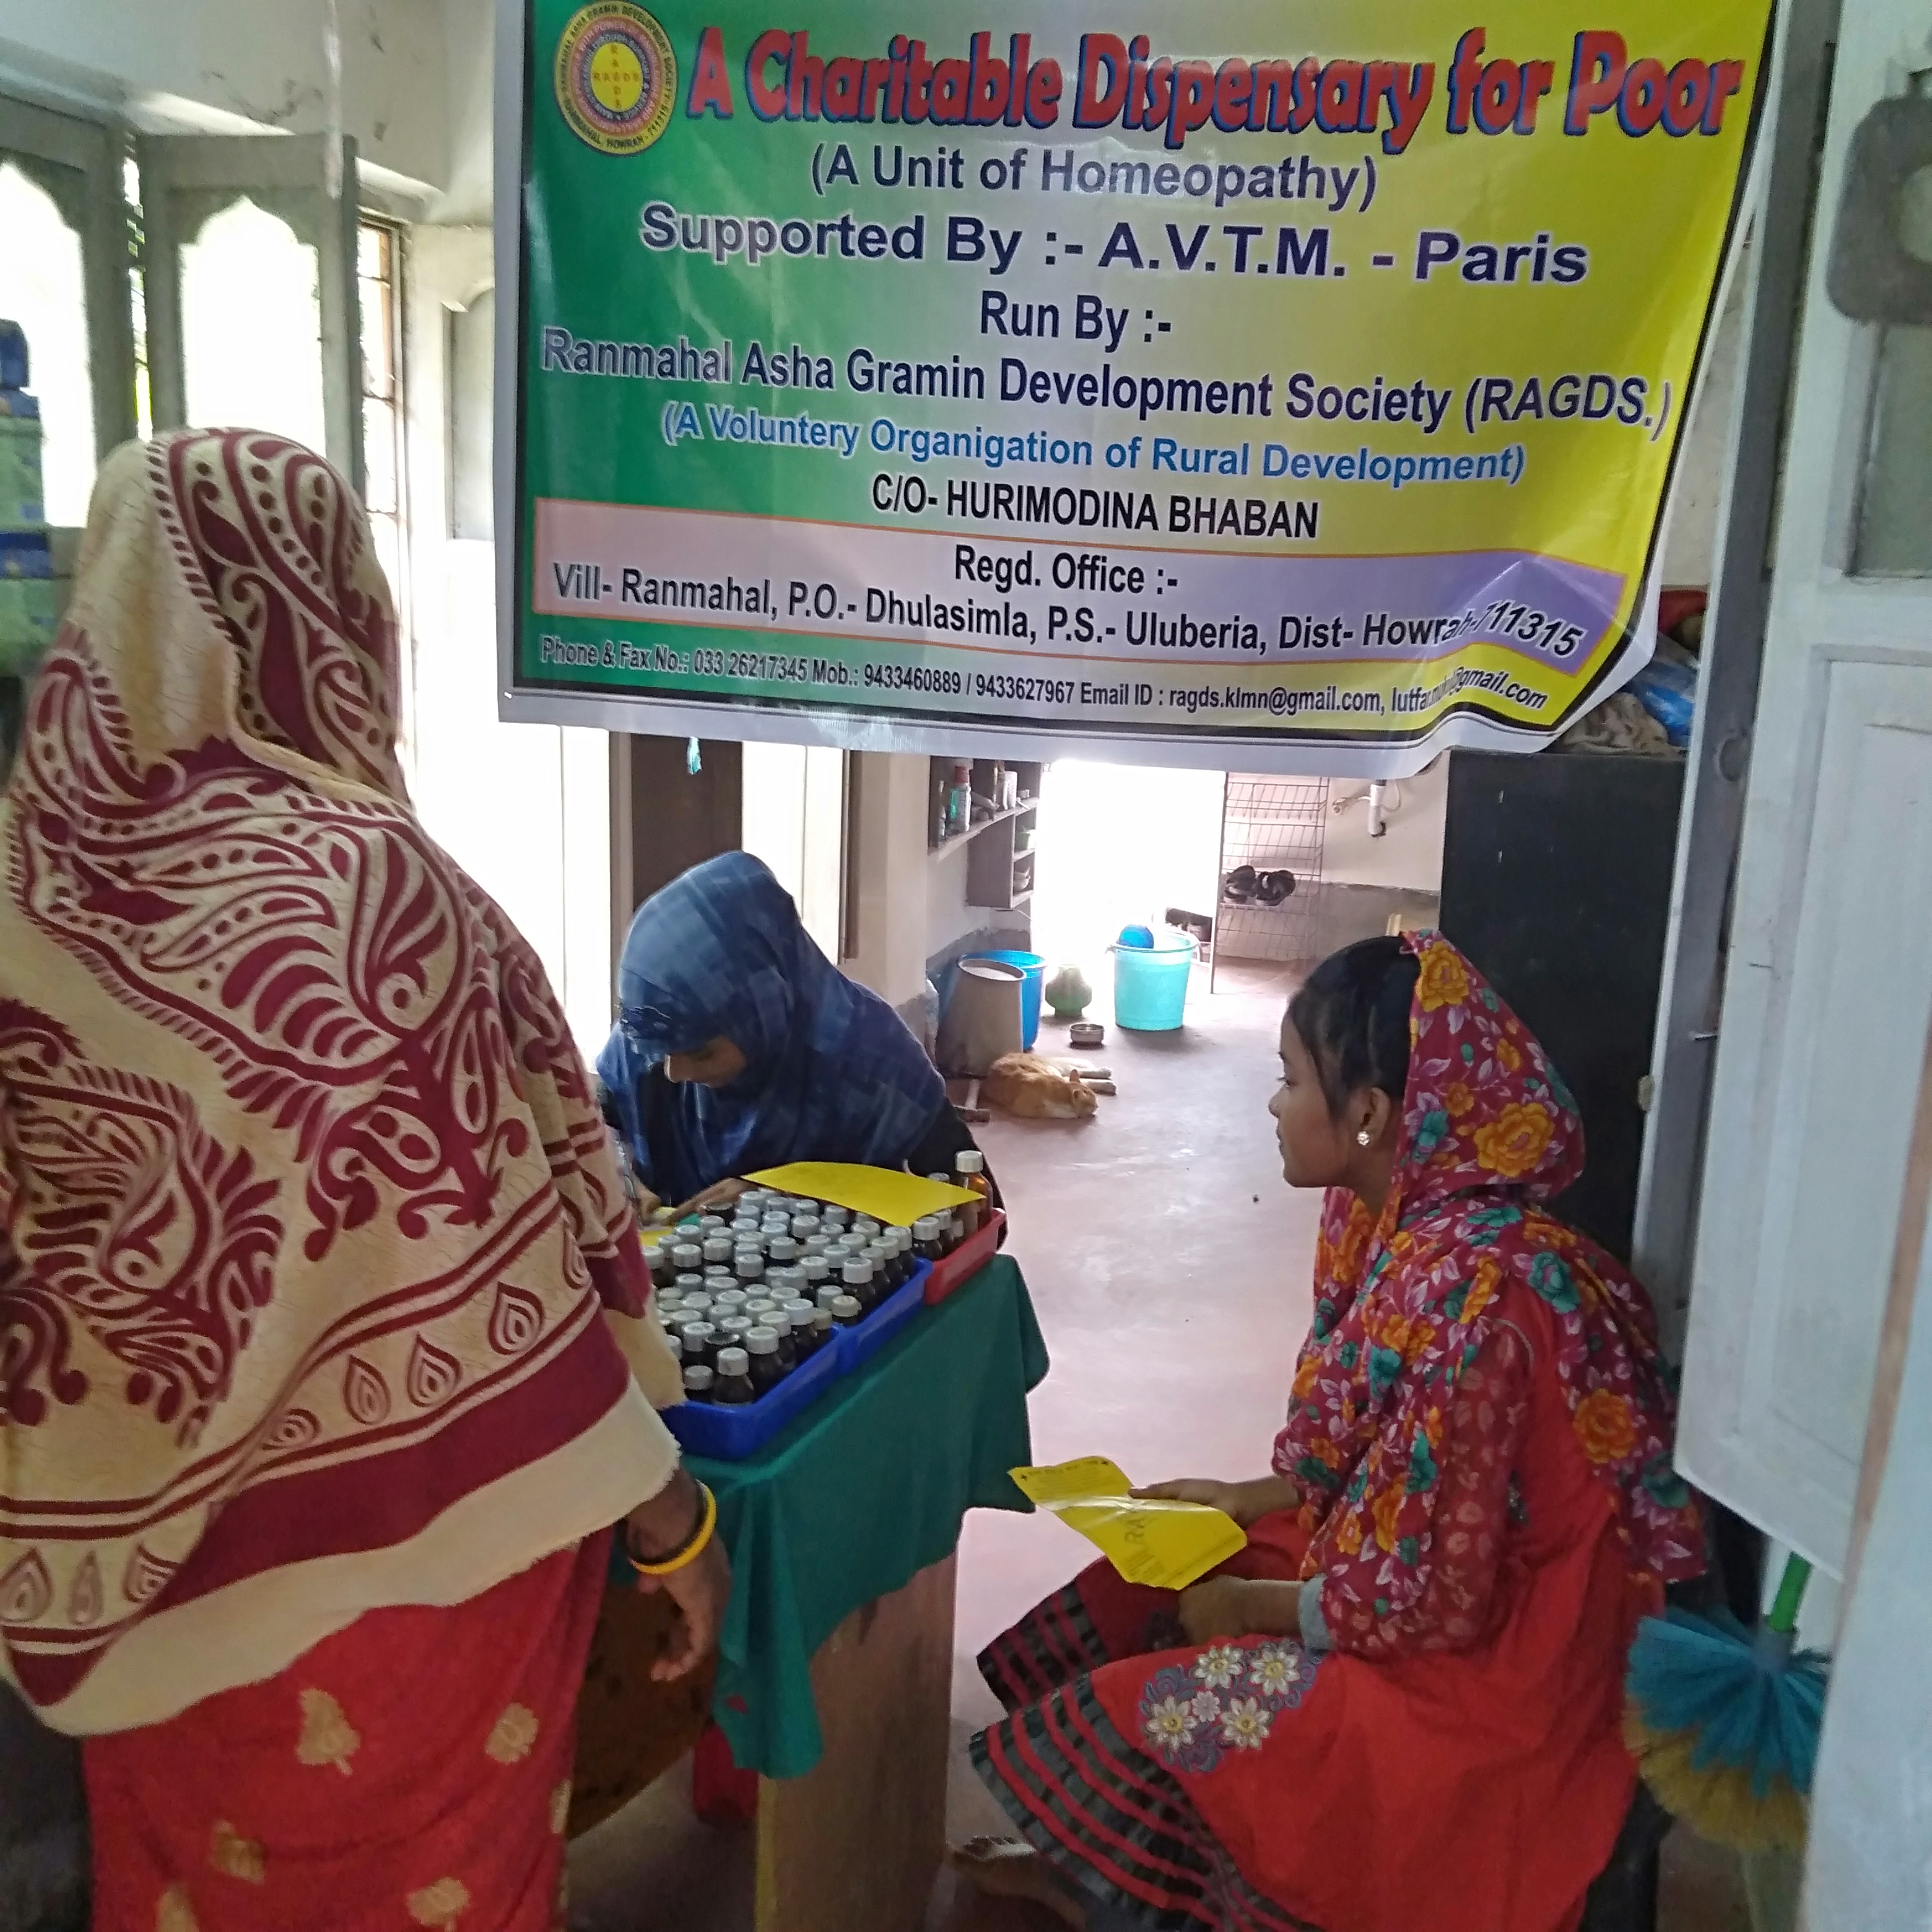 A Charitable Dispensary for Poor
(A Unit of Homeopathy)
Supported By :- A.V.T.M. - Paris
Run By :-
Ranmahal Asha Gramin Development Society (RAGDS.)
(A Voluntery Organigation of Rural Development)
C/O- HURIMODINA BHABAN
Regd. Office :-
Vill- Ranmahal, P.O.- Dhulasimla, P.S.- Uluberia, Dist- Howrah-711315
Phone & Fax No.: 033 26217345 Mob.: 9433460889 / 9433627967 Email ID : ragds.klmn@gmail.com,
RAGDS